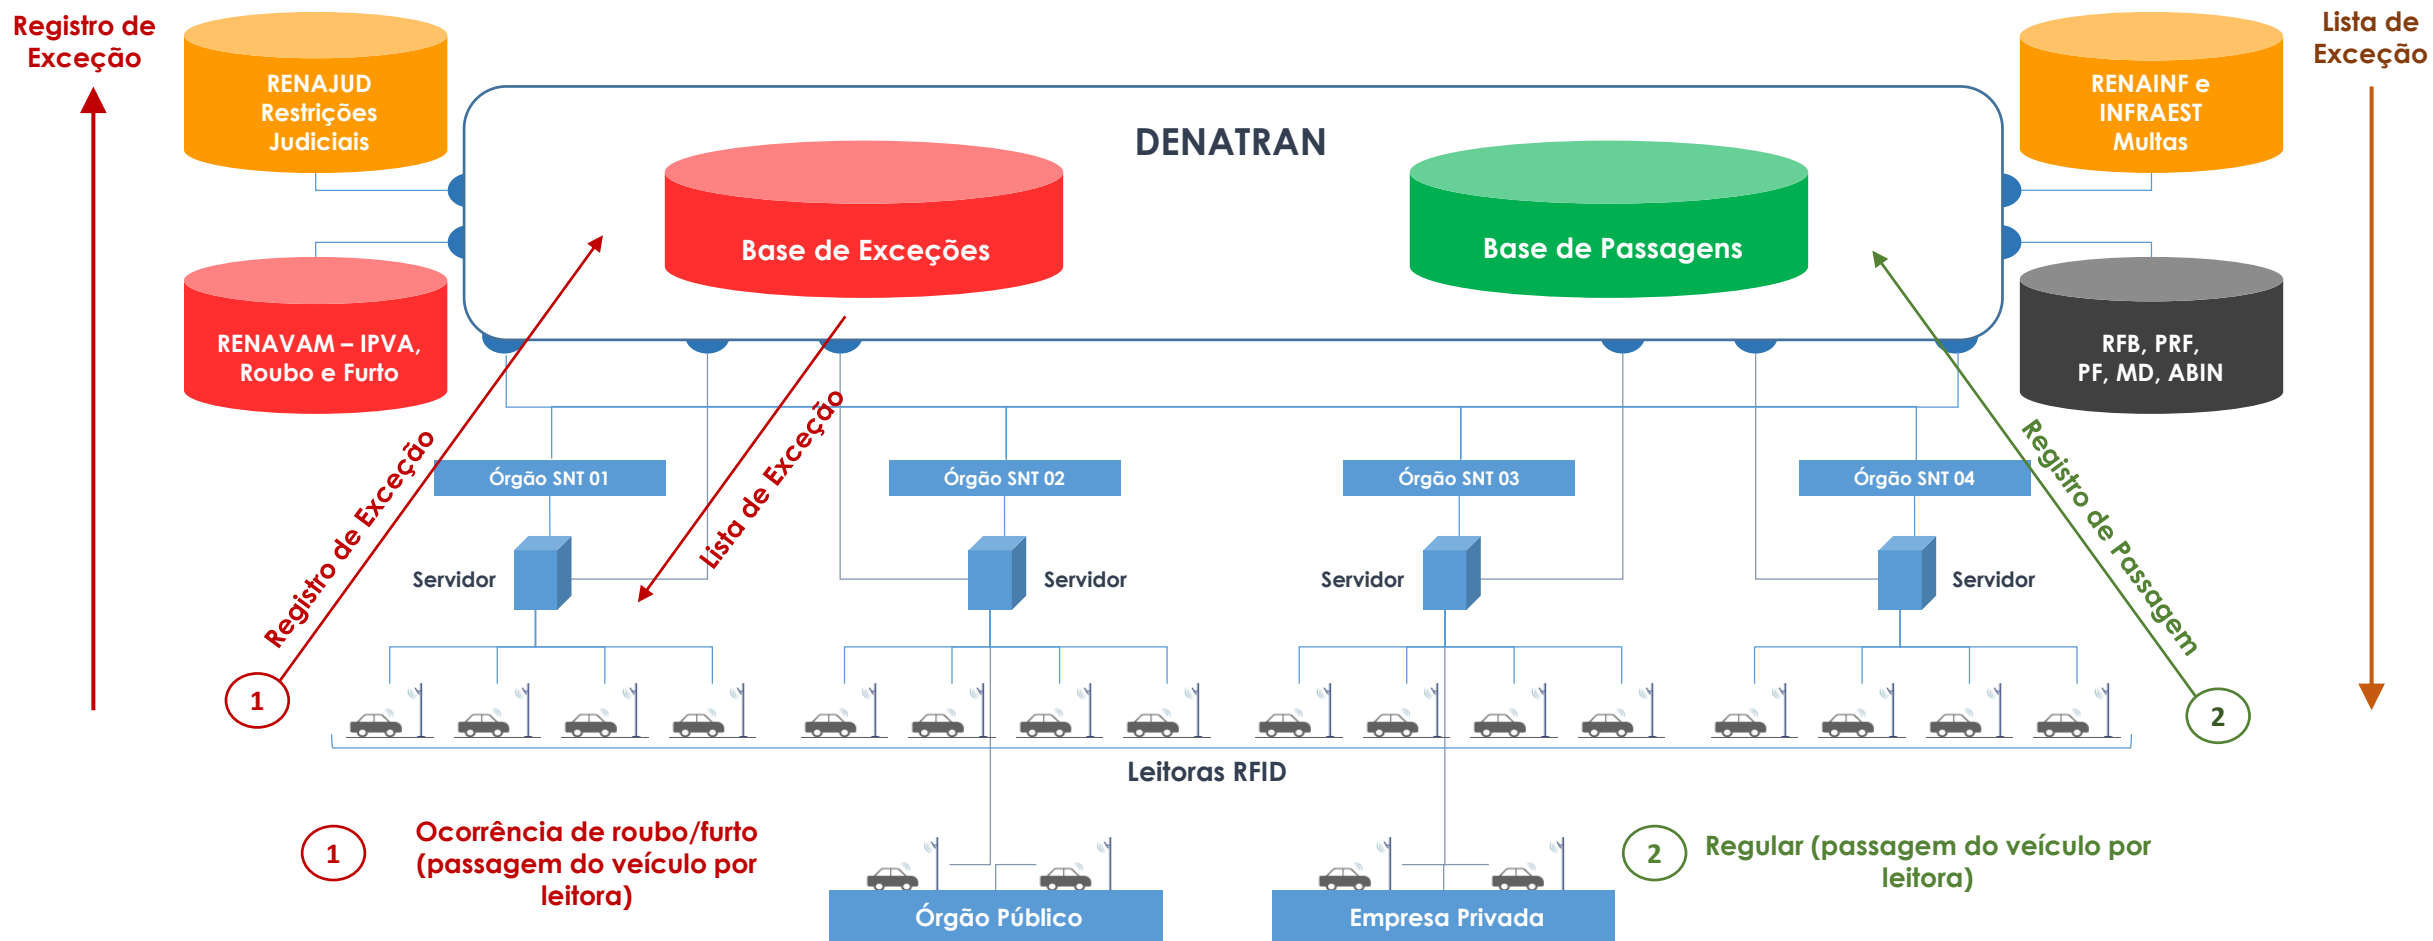 Registro de
Exceção
RENAJUD
Restrições
Judiciais
DENATRAN
RENAINF e
INFRAEST
Multas
Lista de
Exceção
Base de Exceções
Base de Passagens
RENAVAM – IPVA,
Roubo e Furto
RFB, PRF,
PF, MD, ABIN
Registro de Exceção
Lista de Exceção
Registro de Passagem
Órgão SNT 01
Órgão SNT 02
Órgão SNT 03
Órgão SNT 04
Servidor
Servidor
Servidor
Servidor
1
2
Leitoras RFID
1
Ocorrência de roubo/furto
(passagem do veículo por
leitora)
2
Regular (passagem do veículo por
leitora)
Órgão Público
Empresa Privada